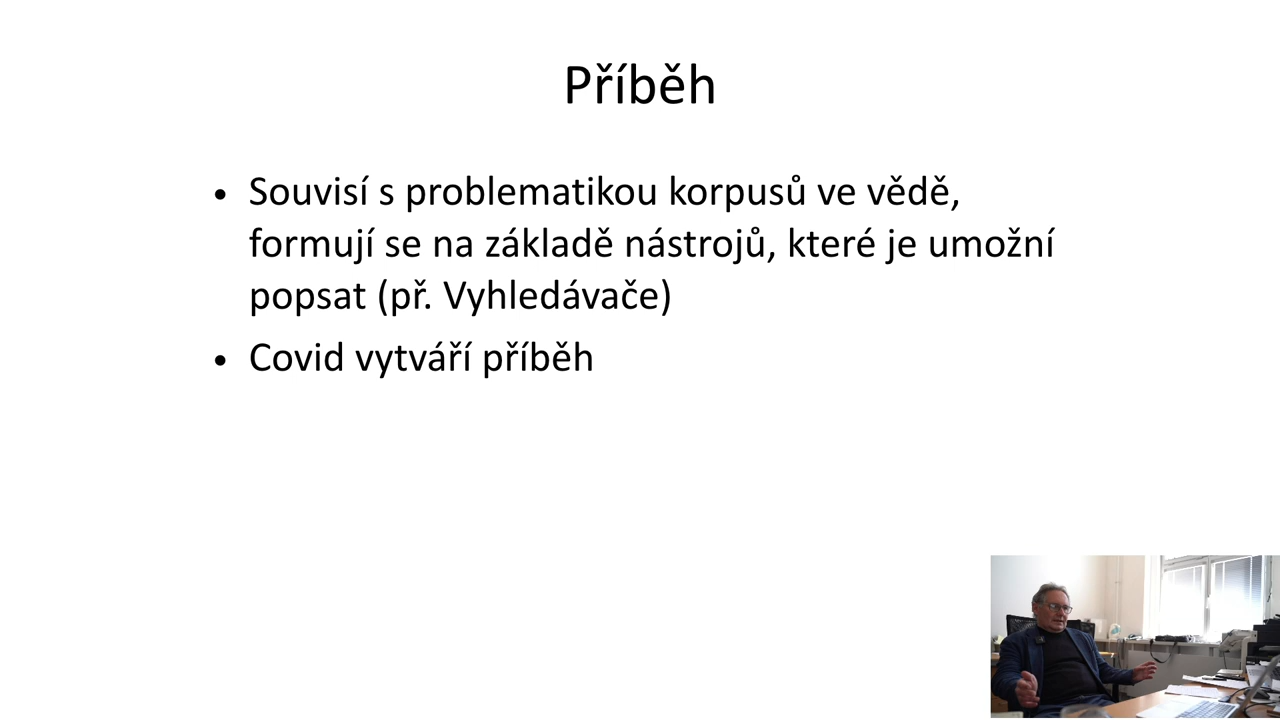 Příběh
• Souvisí s problematikou korpusů ve vědě,
formují se na základě nástrojů, které je umožní
popsat (př. Vyhledávače)
• Covid vytváří příběh